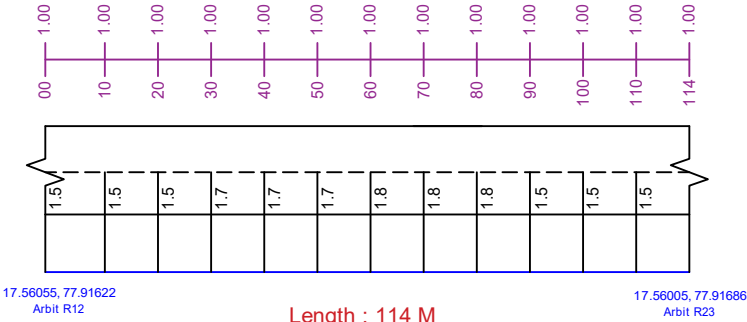 1.00 1.00 1.00 1.00 1.00 1.00 1.00 1.00 1.00 1.00 1.00 1.00 1.00
00 10 20 30 40 50 60 70 80 90 100 110 114
1.5 1.5 1.5 1.7 1.7 1.7 1.8 1.8 1.8 1.5 1.5 1.5
17.56055, 77.91622
Arbit R12
Length : 114 M
17.56005, 77.91686
Arbit R23